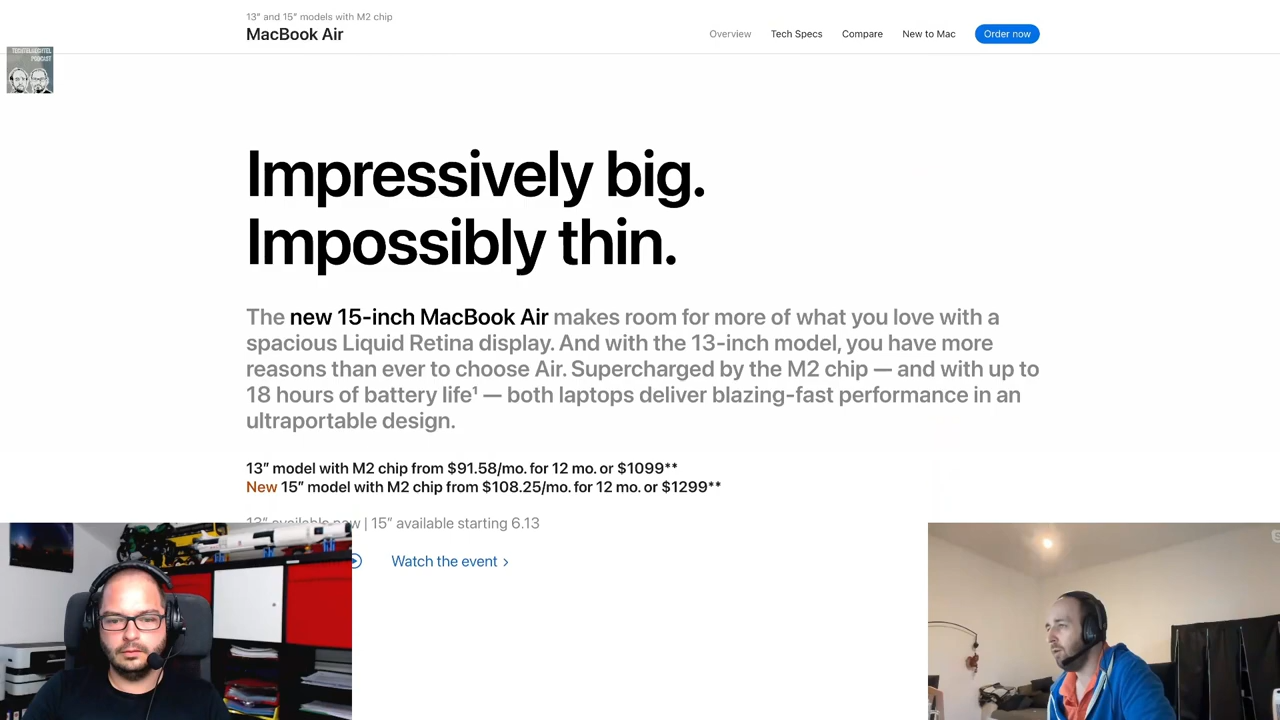 13″ and 15″ models with M2 chip
MacBook Air
Overview
Tech Specs
Compare
New to Mac
Order now
TECHTELMECHTEL
PODCAST
Impressively big.
Impossibly thin.
The new 15-inch MacBook Air makes room for more of what you love with a
spacious Liquid Retina display. And with the 13-inch model, you have more
reasons than ever to choose Air. Supercharged by the M2 chip — and with up to
18 hours of battery life¹ — both laptops deliver blazing-fast performance in an
ultraportable design.
13″ model with M2 chip from $91.58/mo. for 12 mo. or $1099**
New 15″ model with M2 chip from $108.25/mo. for 12 mo. or $1299**
13″ available now | 15″ available starting 6.13
Watch the event ›